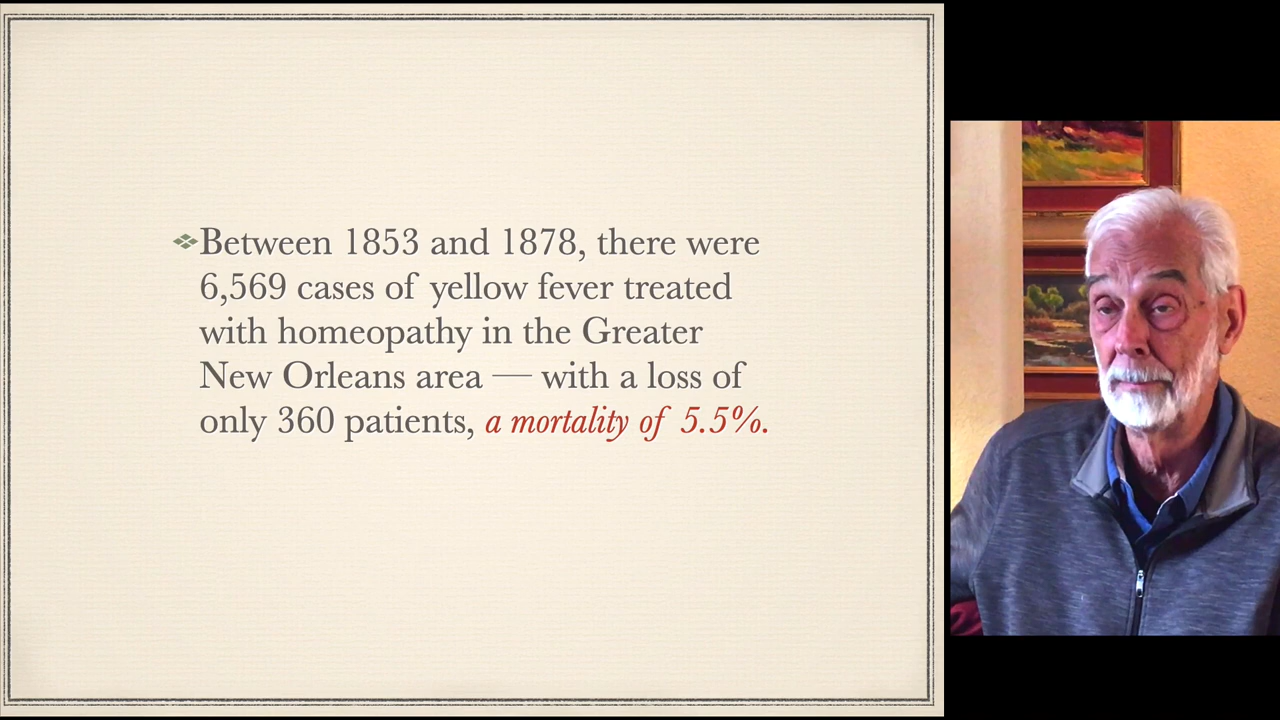 Between 1853 and 1878, there were
6,569 cases of yellow fever treated
with homeopathy in the Greater
New Orleans area — with a loss of
only 360 patients, a mortality of 5.5%.